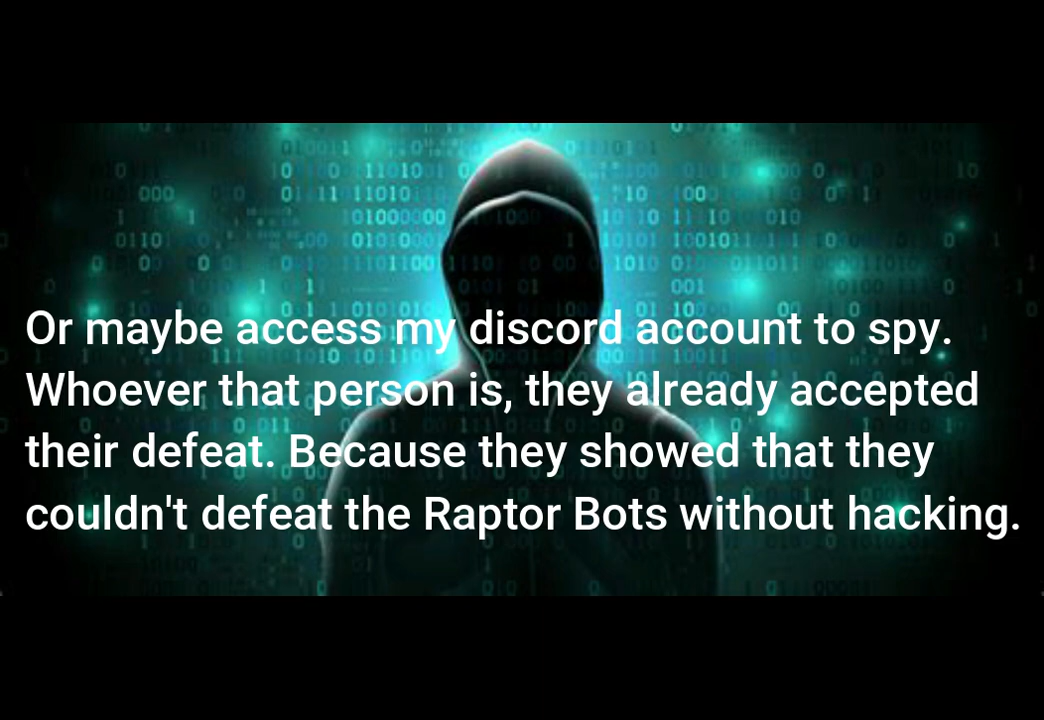 Or maybe access my discord account to spy.
Whoever that person is, they already accepted
their defeat. Because they showed that they
couldn't defeat the Raptor Bots without hacking.